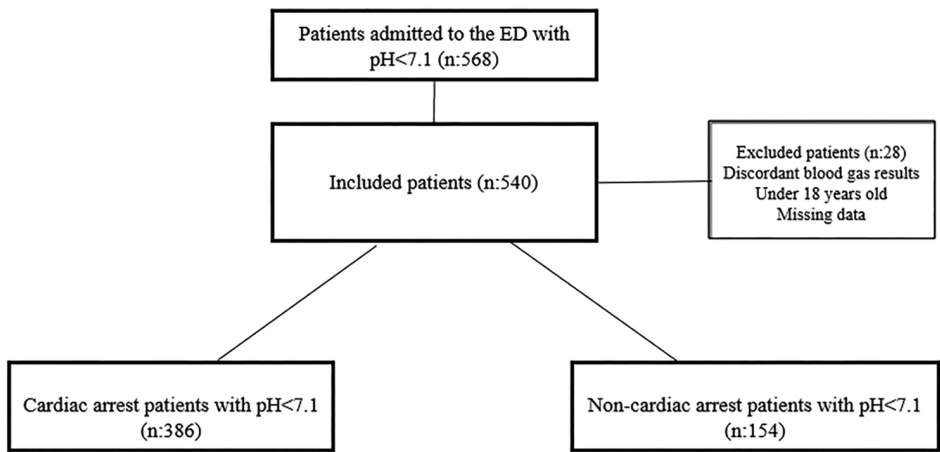 Patients admitted to the ED with
pH<7.1 (n:568)
Included patients (n:540)
Excluded patients (n:28)
Discordant blood gas results
Under 18 years old
Missing data
Cardiac arrest patients with pH<7.1
(n:386)
Non-cardiac arrest patients with pH<7.1
(n:154)